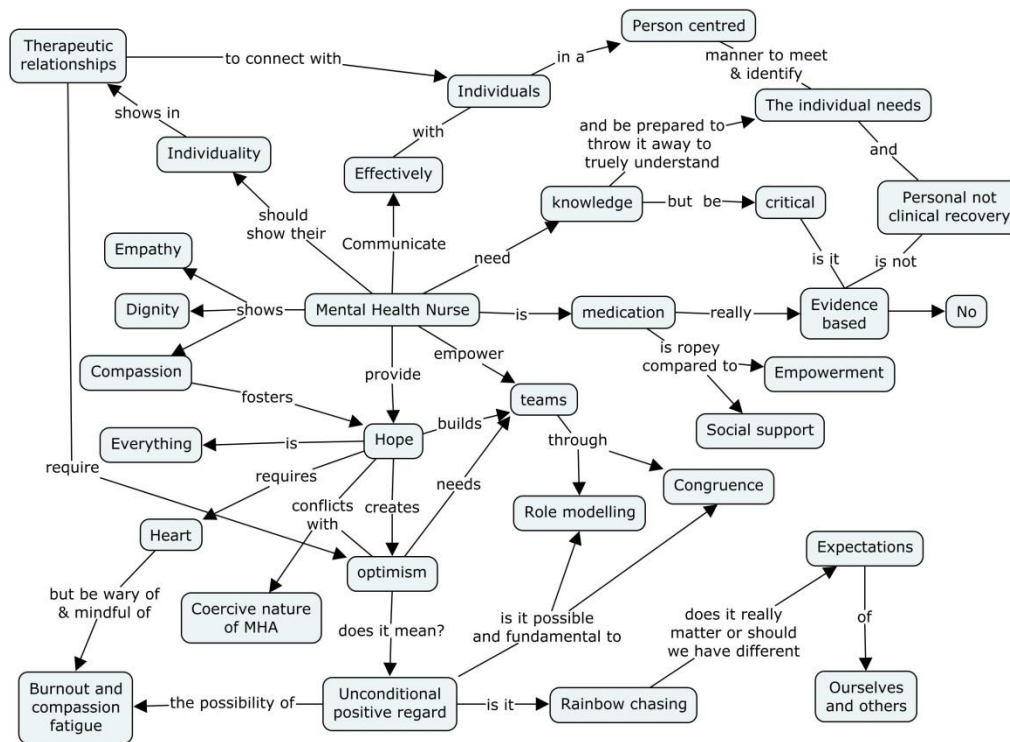 Person centred
Therapeutic
relationships
to connect with
in a
manner to meet
& identify
Individuals
The individual needs
shows in
with
and be prepared to
throw it away to
truely understand
Individuality
Effectively
and
knowledge
but be
critical
Personal not
clinical recovery
should
show their
Communicate
need
is it
is not
Empathy
Dignity
shows
Mental Health Nurse
is
medication
really
Evidence
based
No
Compassion
provide
empower
is ropey
compared to
Empowerment
fosters
teams
Social support
Everything
is
Hope
builds
through
require
requires
conflicts
with
creates
needs
Congruence
Role modelling
Heart
optimism
Expectations
but be wary of
& mindful of
Coercive nature
of MHA
does it mean?
is it possible
and fundamental to
does it really
matter or should
we have different
of
Burnout and
compassion
fatigue
the possibility of
Unconditional
positive regard
is it
Rainbow chasing
Ourselves
and others